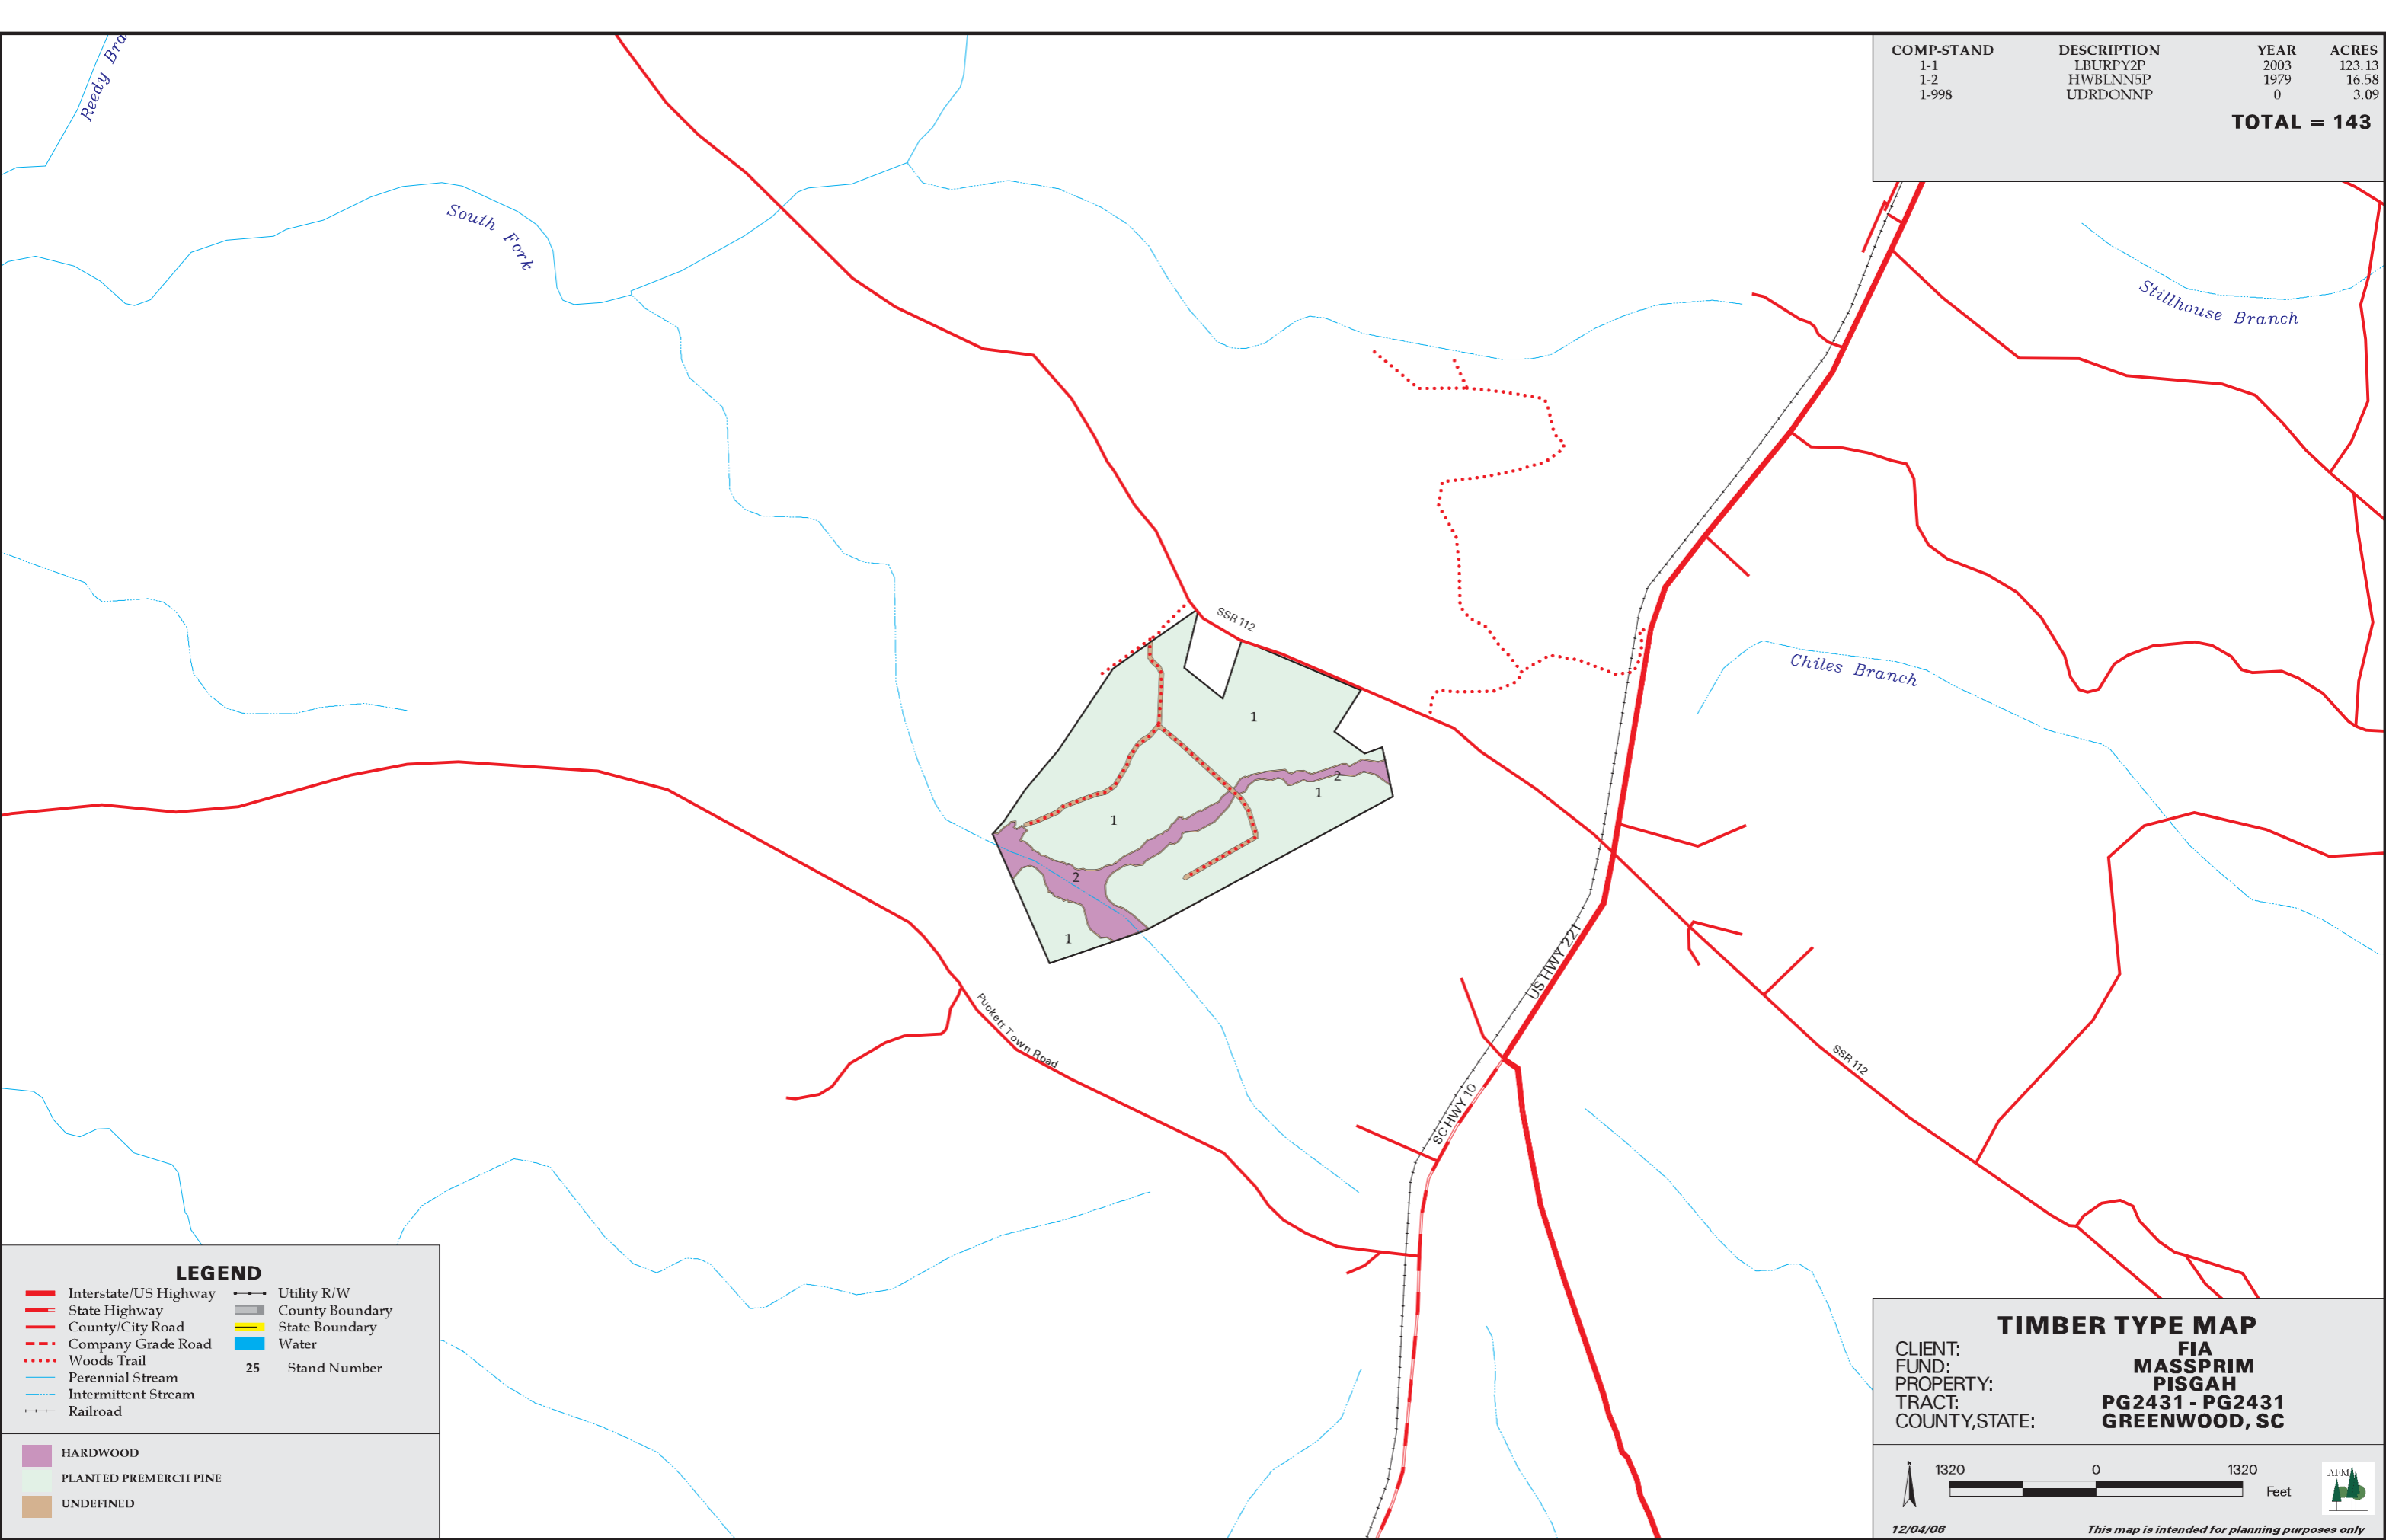 COMP-STAND DESCRIPTION YEAR ACRES
1-1 LBURPY2P 2003 123.13
1-2 HWBLNN5P 1979 16.58
1-998 UDRDONNP 0 3.09
TOTAL = 143
Reedy Bra
South Fork
Stillhouse Branch
SSR 112
Chiles Branch
1
2
1
1
2
1
US HWY 221
Puckett Town Road
SSR 112
SC HWY 10
LEGEND
Interstate/US Highway
State Highway
County/City Road
Company Grade Road
Woods Trail
Perennial Stream
Intermittent Stream
Railroad
Utility R/W
County Boundary
State Boundary
Water
25 Stand Number
HARDWOOD
PLANTED PREMERCH PINE
UNDEFINED
TIMBER TYPE MAP
CLIENT: FIA
FUND: MASSPRIM
PROPERTY: PISGAH
TRACT: PG2431 - PG2431
COUNTY,STATE: GREENWOOD, SC
N
1320 0 1320
Feet
12/04/06
This map is intended for planning purposes only